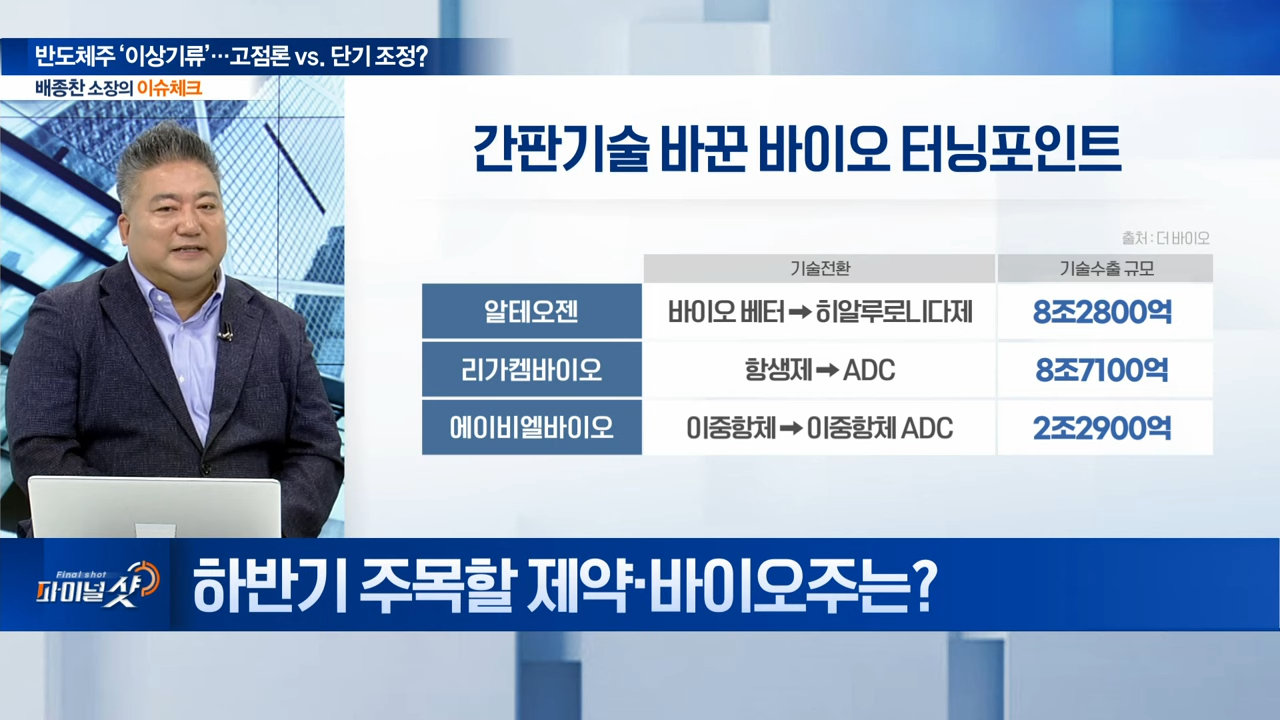 반도체주 ‘이상기류’…고점론 vs. 단기 조정?
배종찬 소장의 이슈체크
간판기술 바꾼 바이오 터닝포인트
출처 : 더 바이오
기술전환 기술수출 규모
알테오젠 바이오 베터 → 히알루로니다제 8조2800억
리가켐바이오 항생제 → ADC 8조7100억
에이비엘바이오 이중항체 → 이중항체 ADC 2조2900억
Final shot
파이널 샷
하반기 주목할 제약·바이오주는?